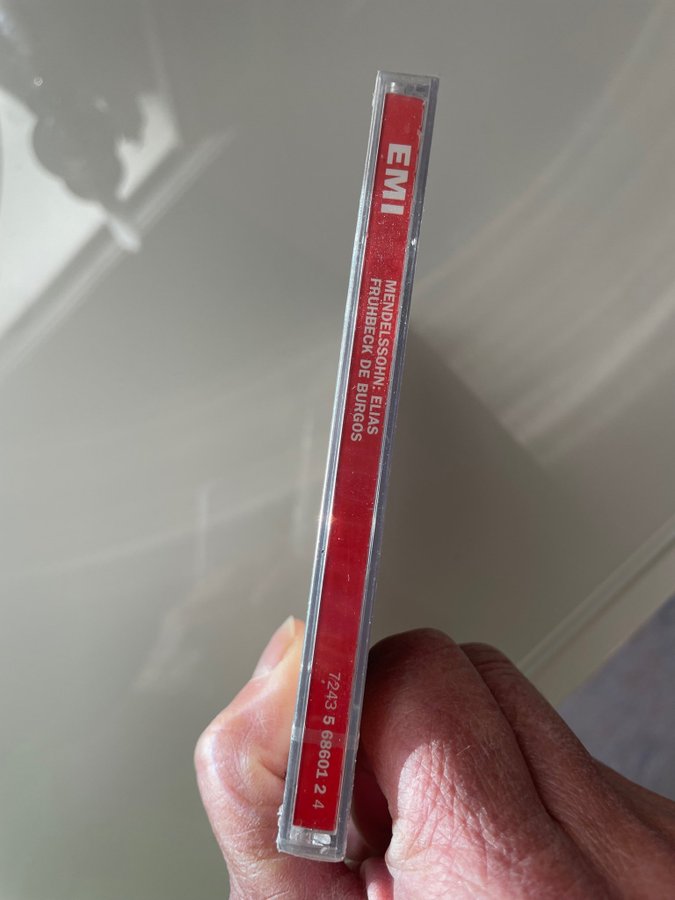 EMI
MENDELSSOHN: ELIAS
FRÜHBECK DE BURGOS
7243 5 68601 2 4